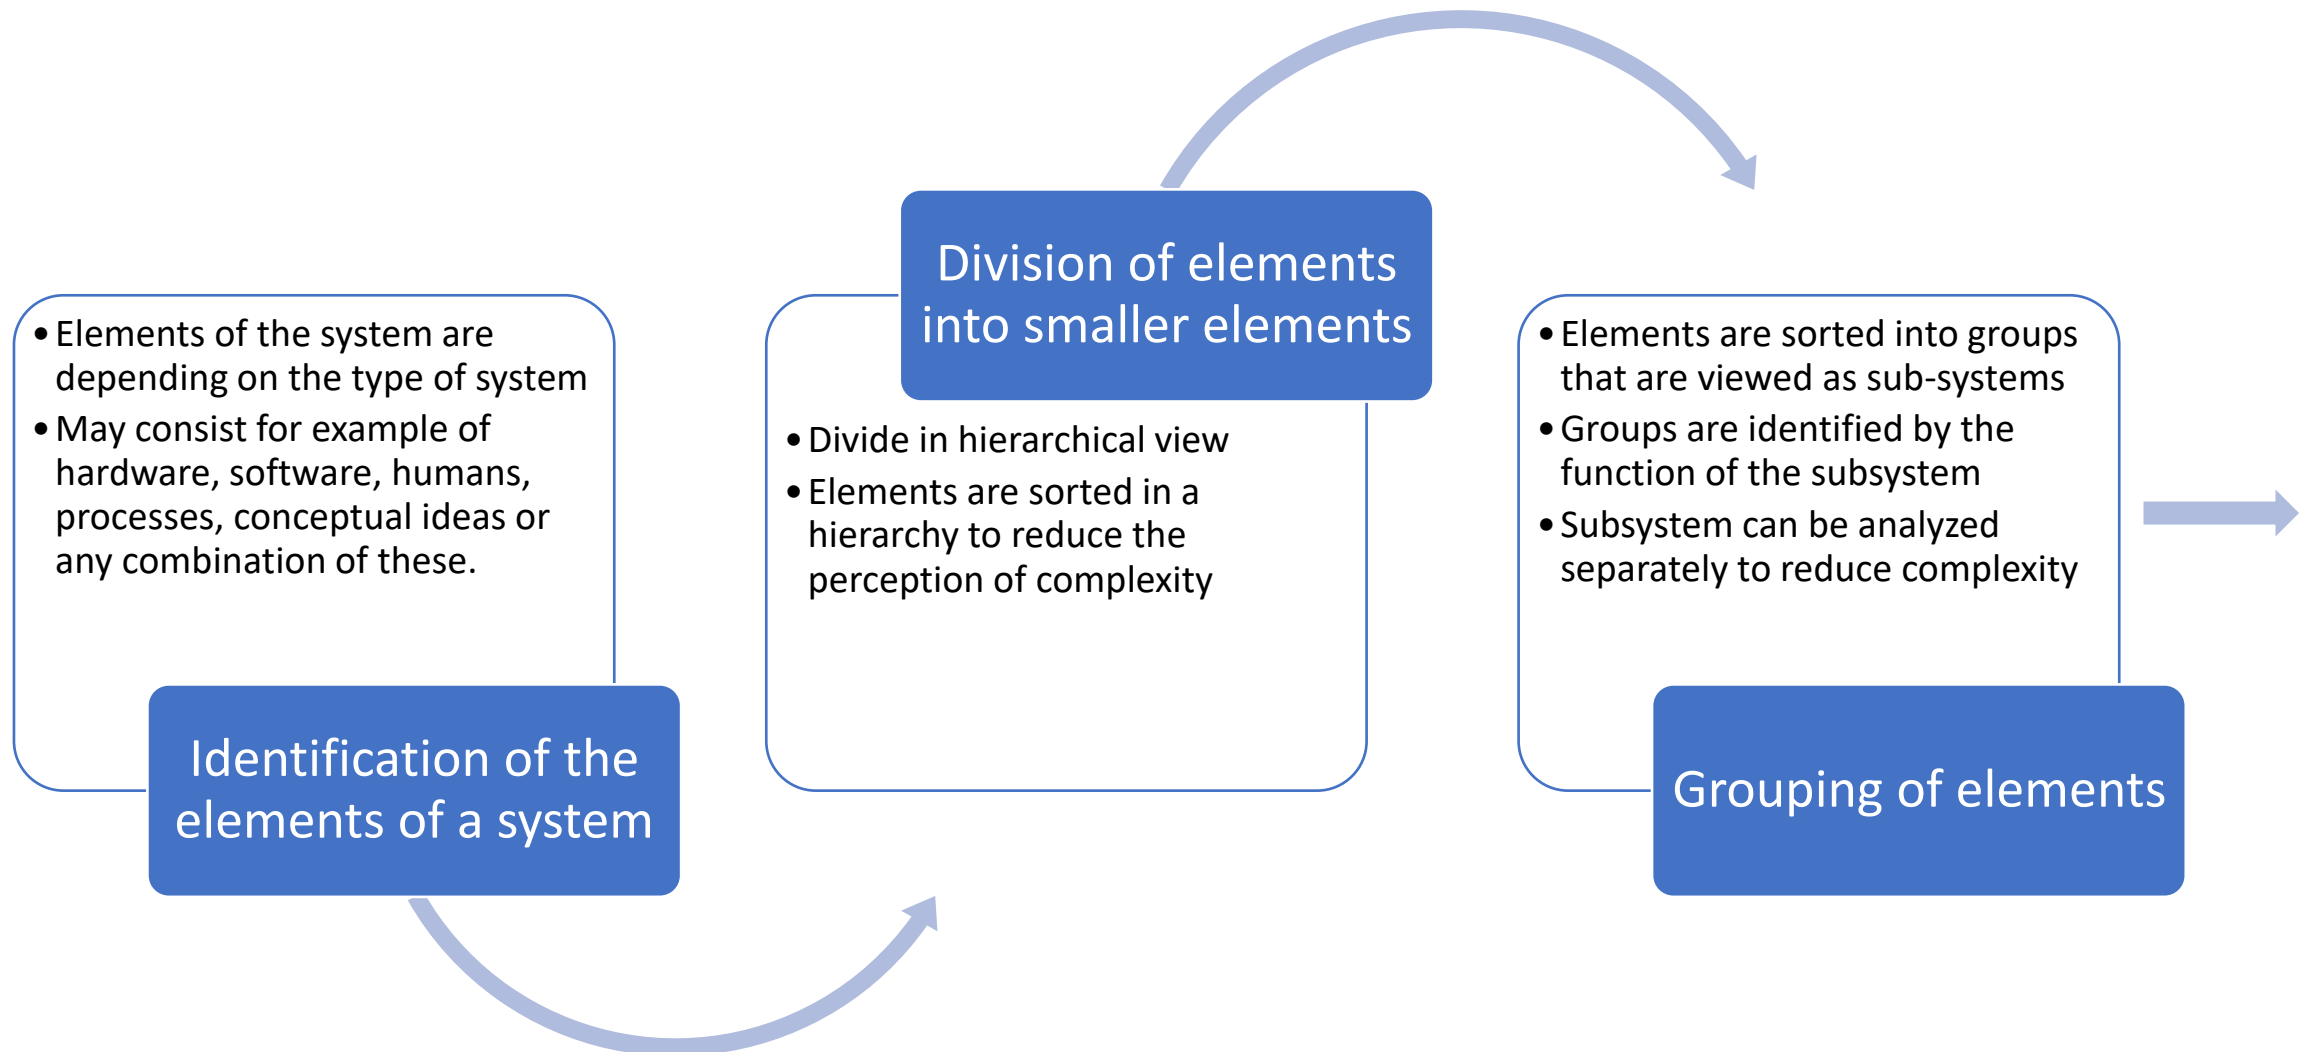 • Elements of the system are
depending on the type of system
• May consist for example of
hardware, software, humans,
processes, conceptual ideas or
any combination of these.
Identification of the
elements of a system
Division of elements
into smaller elements
• Divide in hierarchical view
• Elements are sorted in a
hierarchy to reduce the
perception of complexity
• Elements are sorted into groups
that are viewed as sub-systems
• Groups are identified by the
function of the subsystem
• Subsystem can be analyzed
separately to reduce complexity
Grouping of elements